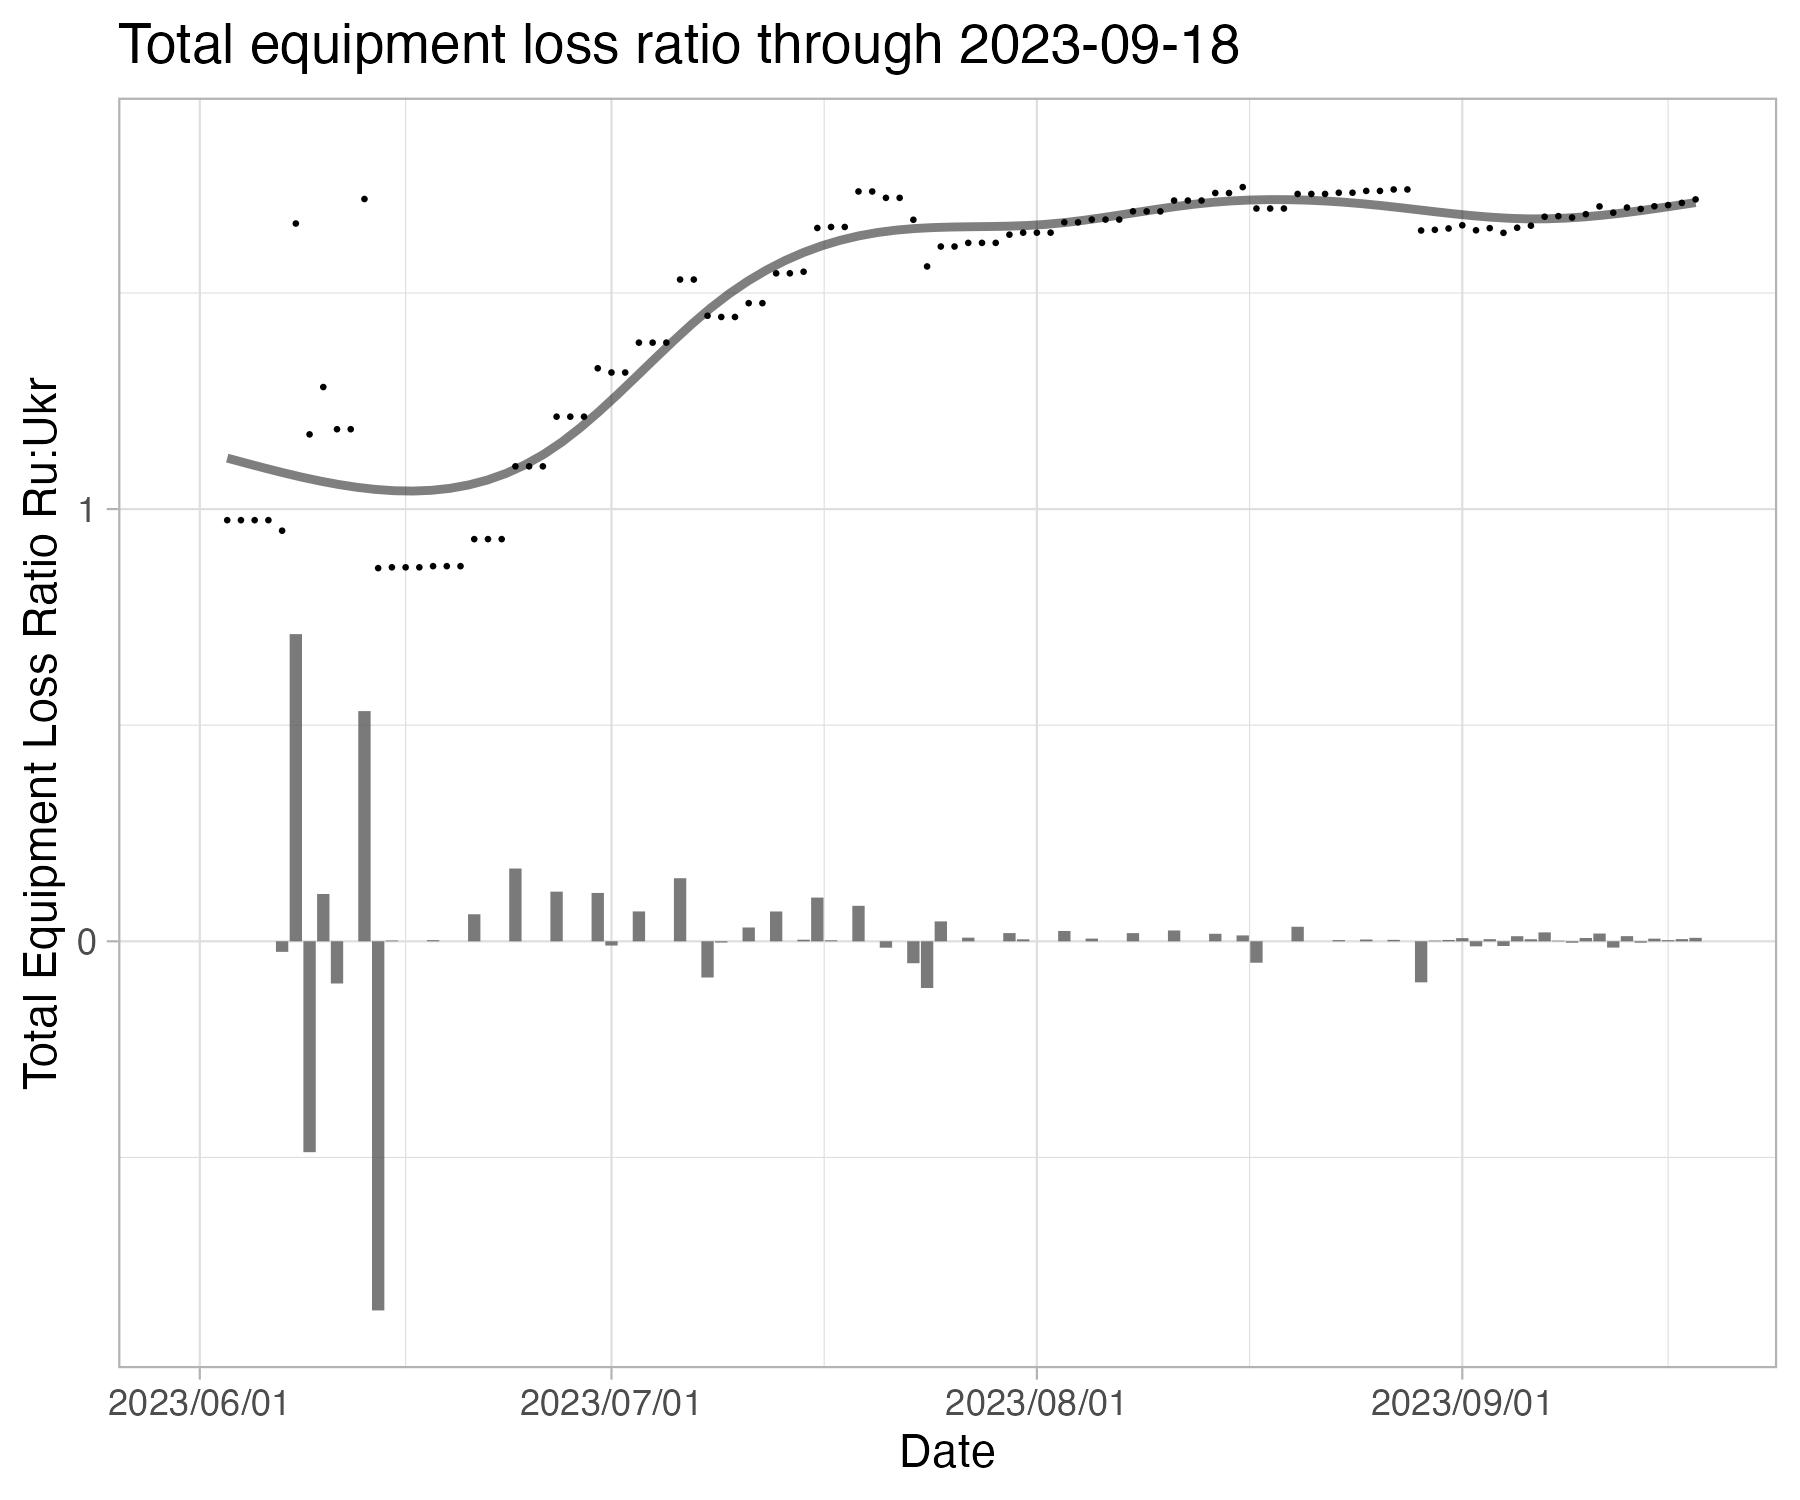 Total equipment loss ratio through 2023-09-18
Total Equipment Loss Ratio Ru:Ukr
1
0
2023/06/01
2023/07/01
2023/08/01
2023/09/01
Date